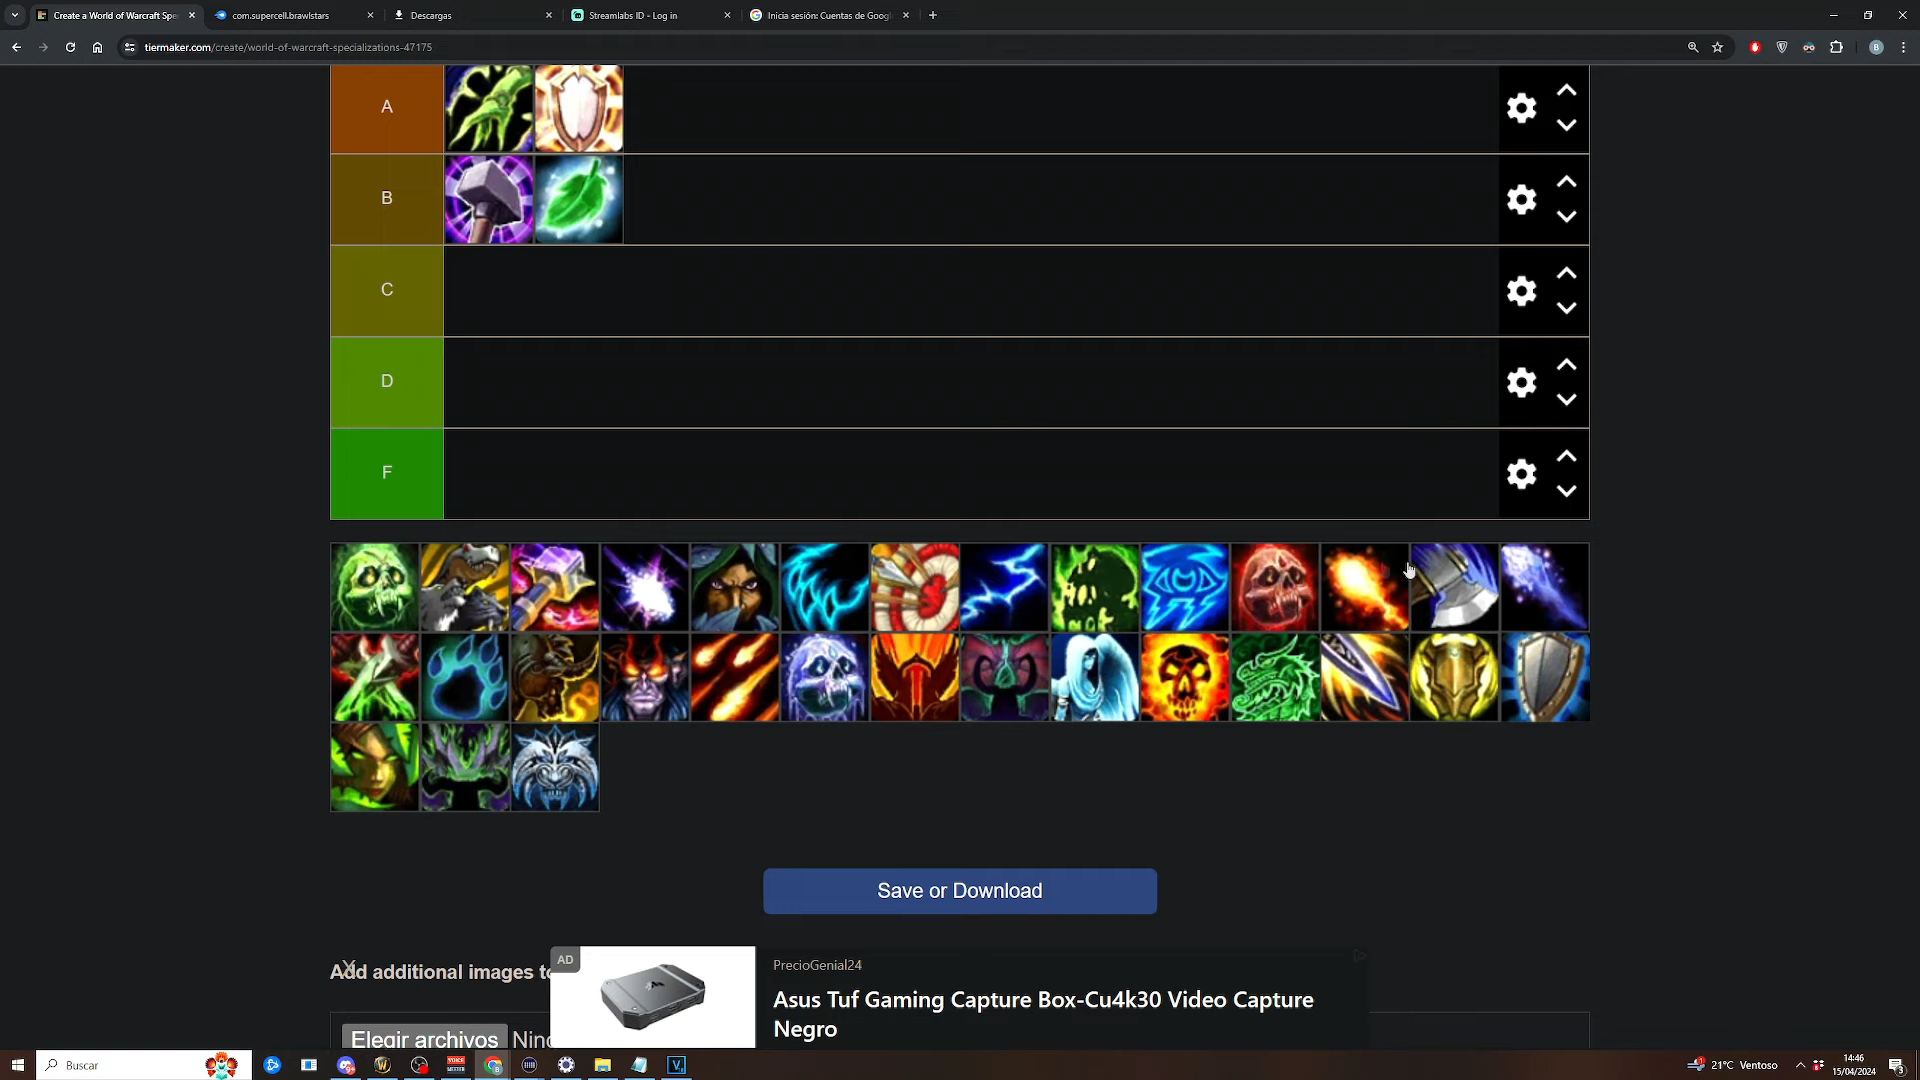 Create a World of Warcraft Spe
com.supercell.brawlstars
Descargas
Streamlabs ID - Log in
Inicia sesión: Cuentas de Googl
tiermaker.com/create/world-of-warcraft-specializations-47175
B
A
B
C
D
F
Save or Download
Add additional images to
X
Elegir archivos
Ninc
AD
PrecioGenial24
Asus Tuf Gaming Capture Box-Cu4k30 Video Capture
Negro
Buscar
21°C Ventoso
14:46
15/04/2024
3